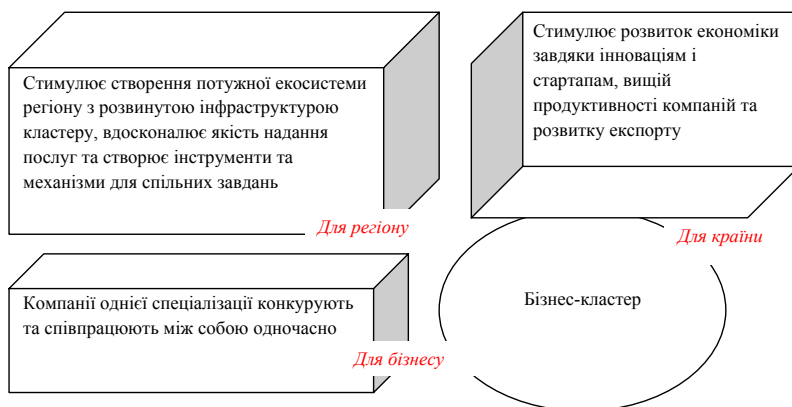 Стимулює створення потужної екосистеми
регіону з розвинутою інфраструктурою
кластеру, вдосконалює якість надання
послуг та створює інструменти та
механізми для спільних завдань
Для регіону
Стимулює розвиток економіки
завдяки інноваціям і
стартапам, вищій
продуктивності компаній та
розвитку експорту
Для країни
Компанії однієї спеціалізації конкурують
та співпрацюють між собою одночасно
Для бізнесу
Бізнес-кластер